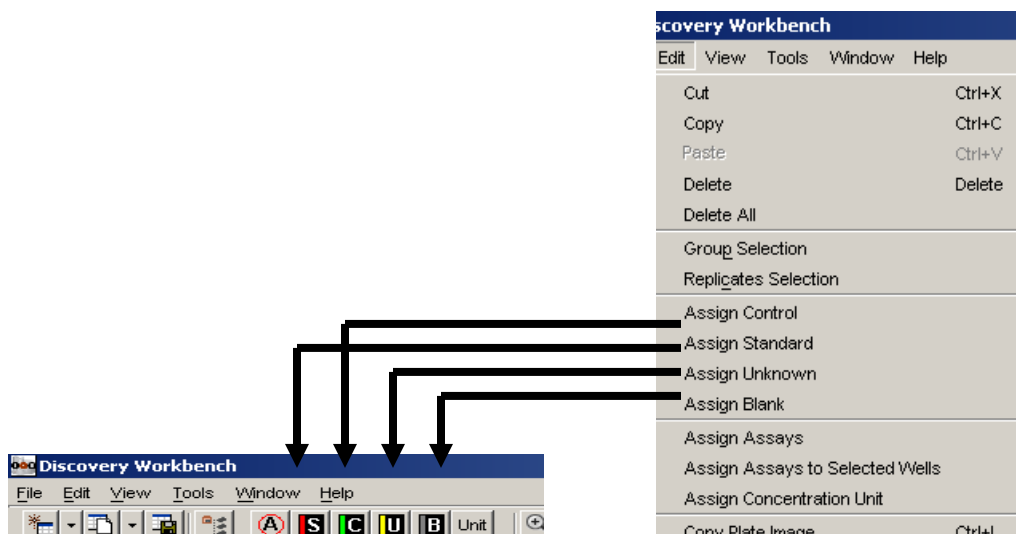 scovery Workbench
Edit View Tools Window Help
Cut Ctrl+X
Copy Ctrl+C
Paste Ctrl+V
Delete Delete
Delete All
Group Selection
Replicates Selection
Assign Control
Assign Standard
Assign Unknown
Assign Blank
Assign Assays
Assign Assays to Selected Wells
Assign Concentration Unit
Copy Plate Image Ctrl+I
Discovery Workbench
File Edit View Tools Window Help
A S C U B Unit